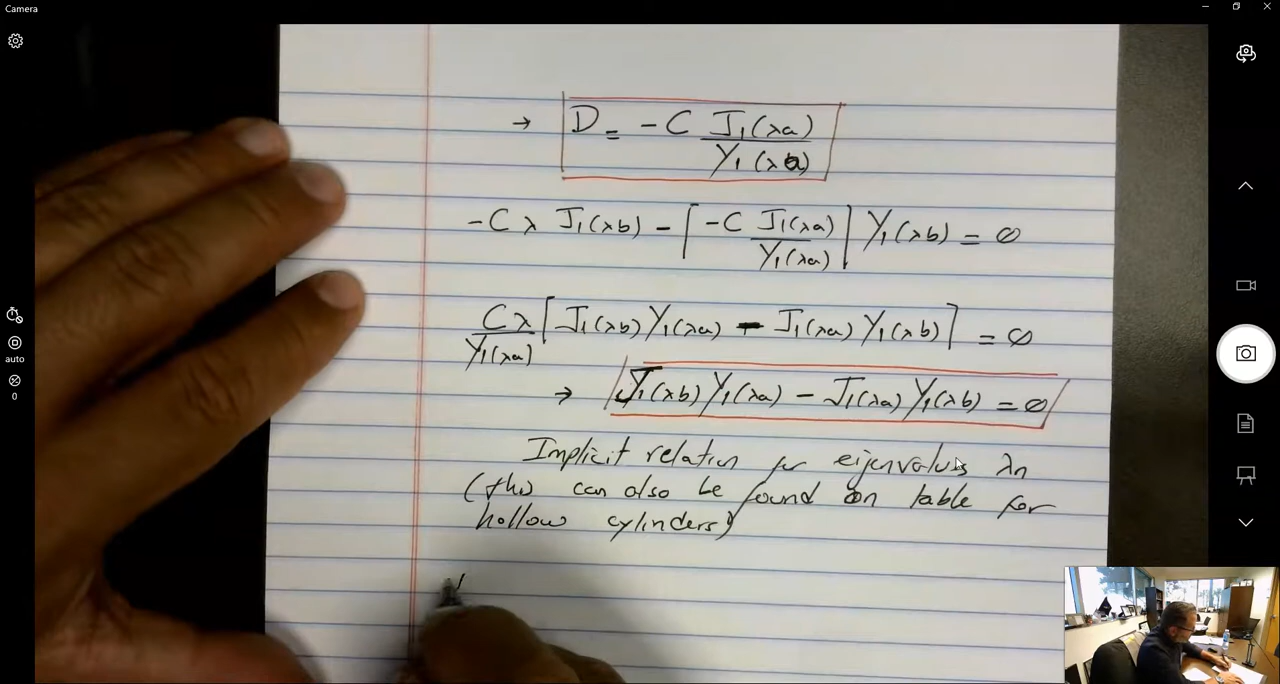 Camera
→ D = -C J₁(λa) / Y₁(λa)
-Cλ J₁(λb) - [-C J₁(λa) / Y₁(λa)] Y₁(λb) = 0
Cλ / Y₁(λa) [J₁(λb) Y₁(λa) - J₁(λa) Y₁(λb)] = 0
→ J₁(λb) Y₁(λa) - J₁(λa) Y₁(λb) = 0
Implicit relation for eigenvalues λn
(this can also be found on table for
hollow cylinders)
auto
0